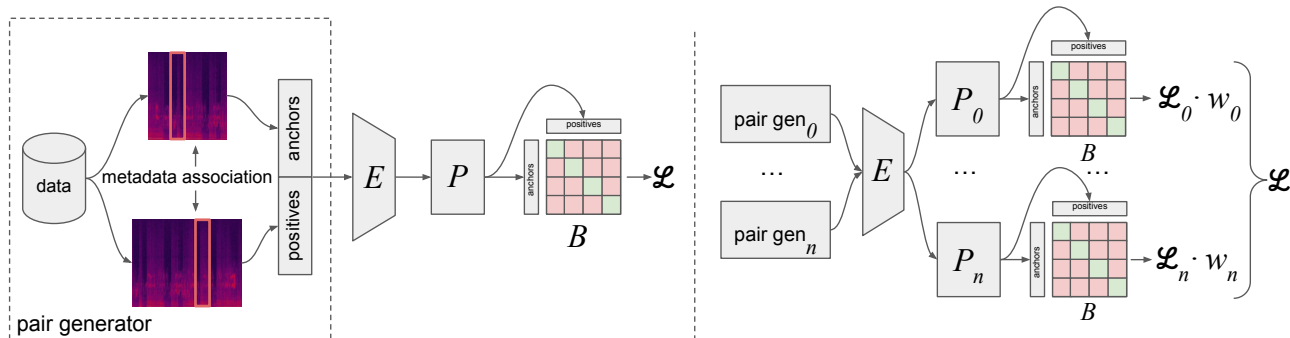 data
metadata association
anchors
positives
pair generator
E
P
positives
anchors
B
ℒ
pair gen₀
...
pair genₙ
E
P₀
...
Pₙ
positives
anchors
B
...
positives
anchors
B
ℒ₀ · w₀
ℒₙ · wₙ
ℒ